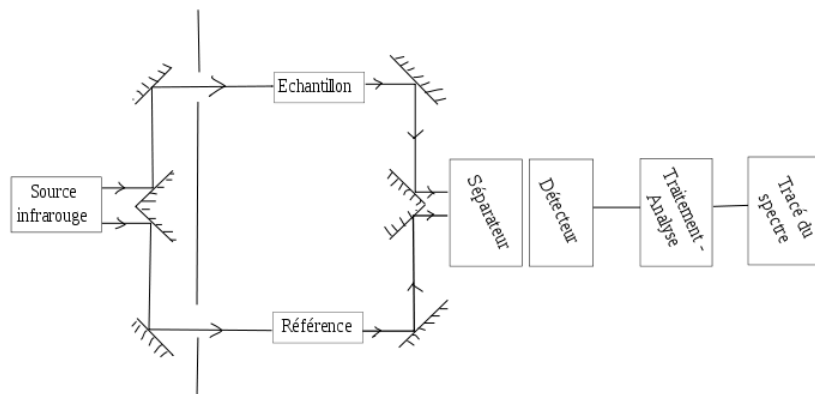 Echantillon
Source
infrarouge
Séparateur
Détecteur
Traitement -
Analyse
Tracé du
spectre
Référence